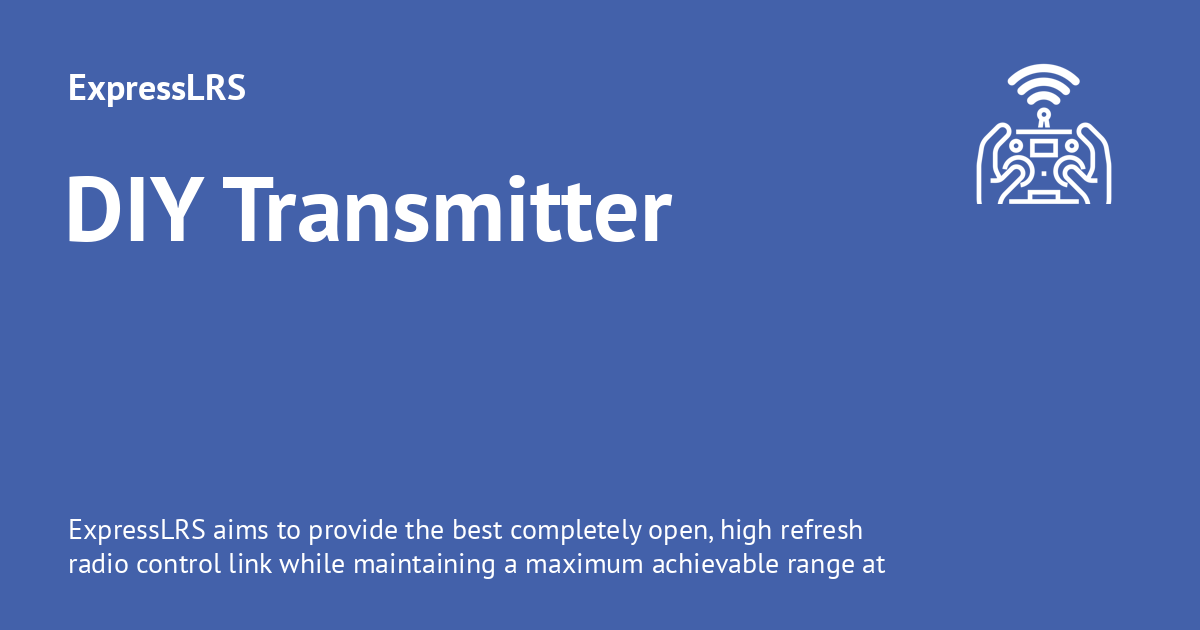 ExpressLRS
DIY Transmitter
ExpressLRS aims to provide the best completely open, high refresh
radio control link while maintaining a maximum achievable range at